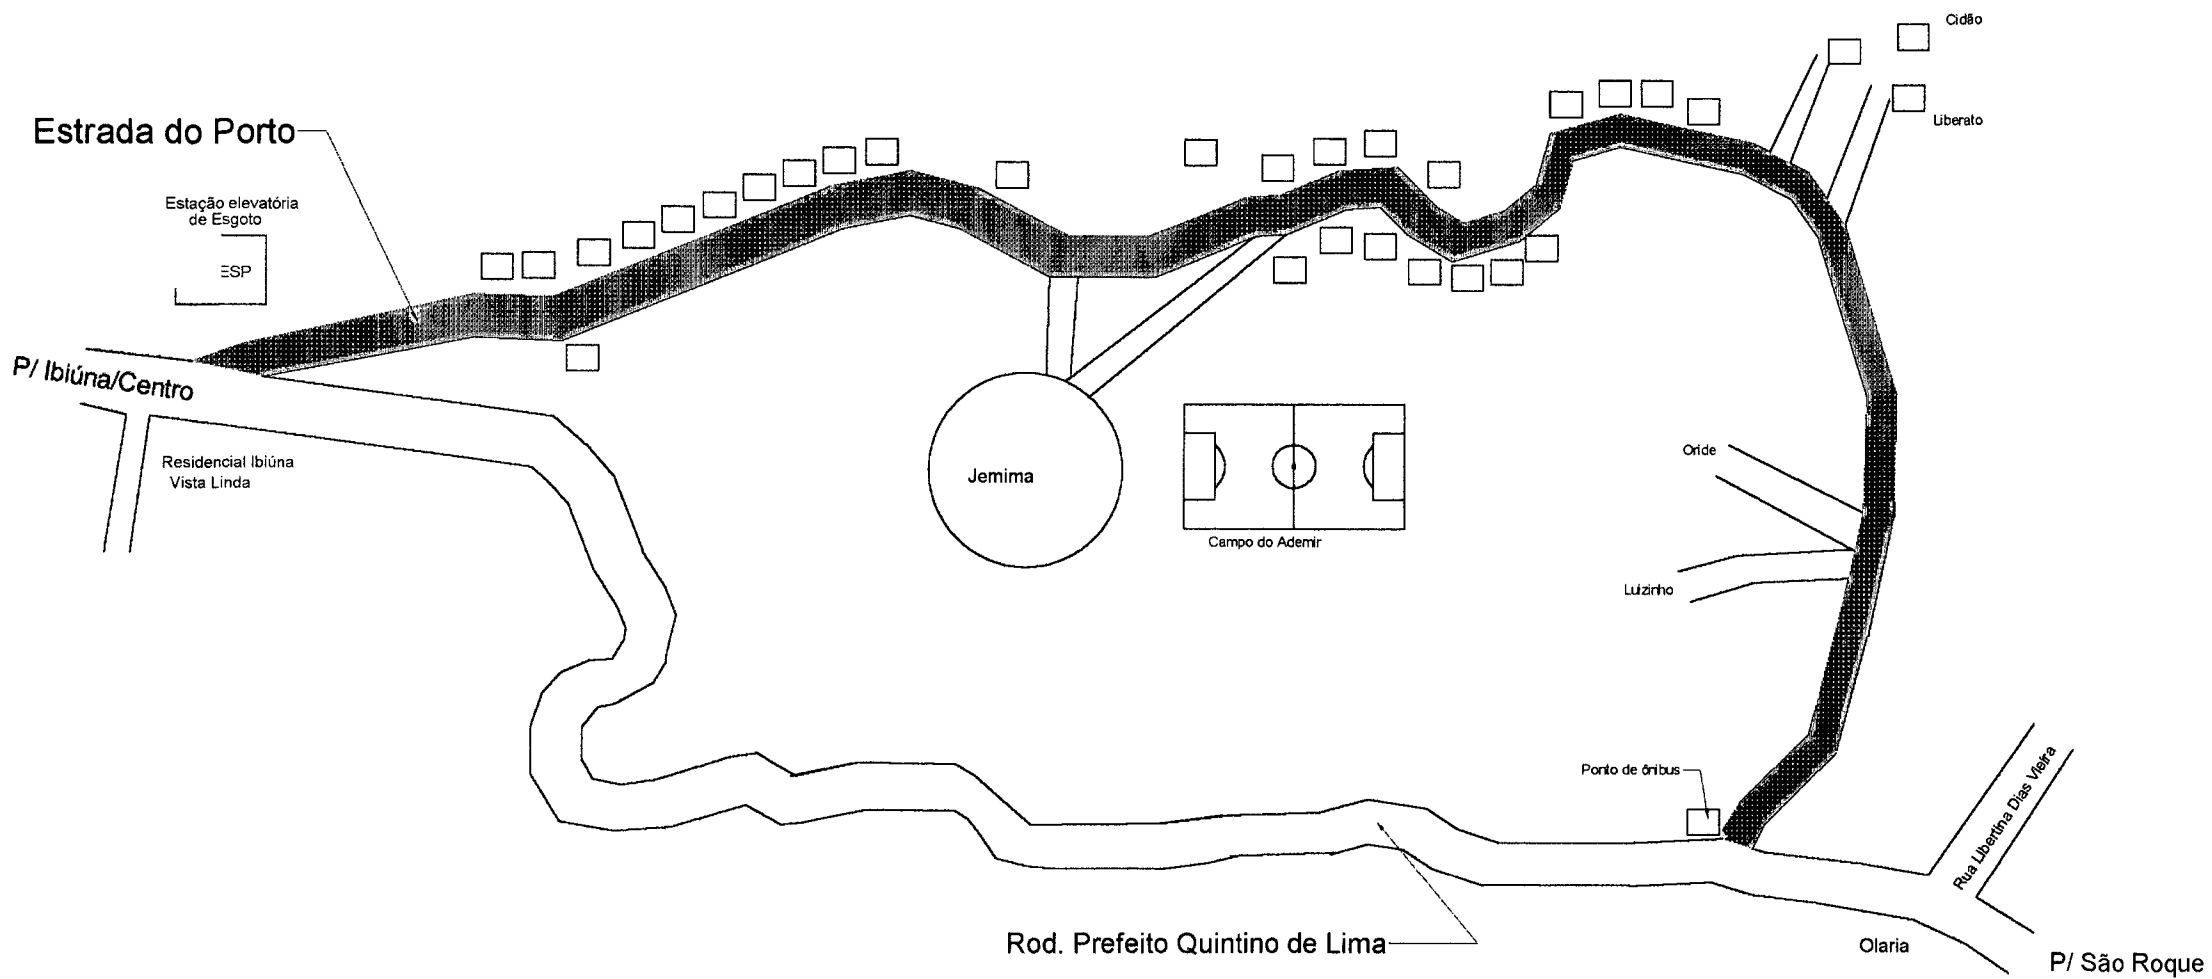 Cidão
Liberato
Estrada do Porto
Estação elevatória
de Esgoto
ESP
P/ Ibiúna/Centro
Residencial Ibiúna
Vista Linda
Jemima
Campo do Ademir
Oride
Luizinho
Ponto de ônibus
Rua Libertina Dias Vieira
Rod. Prefeito Quintino de Lima
Olaria
P/ São Roque